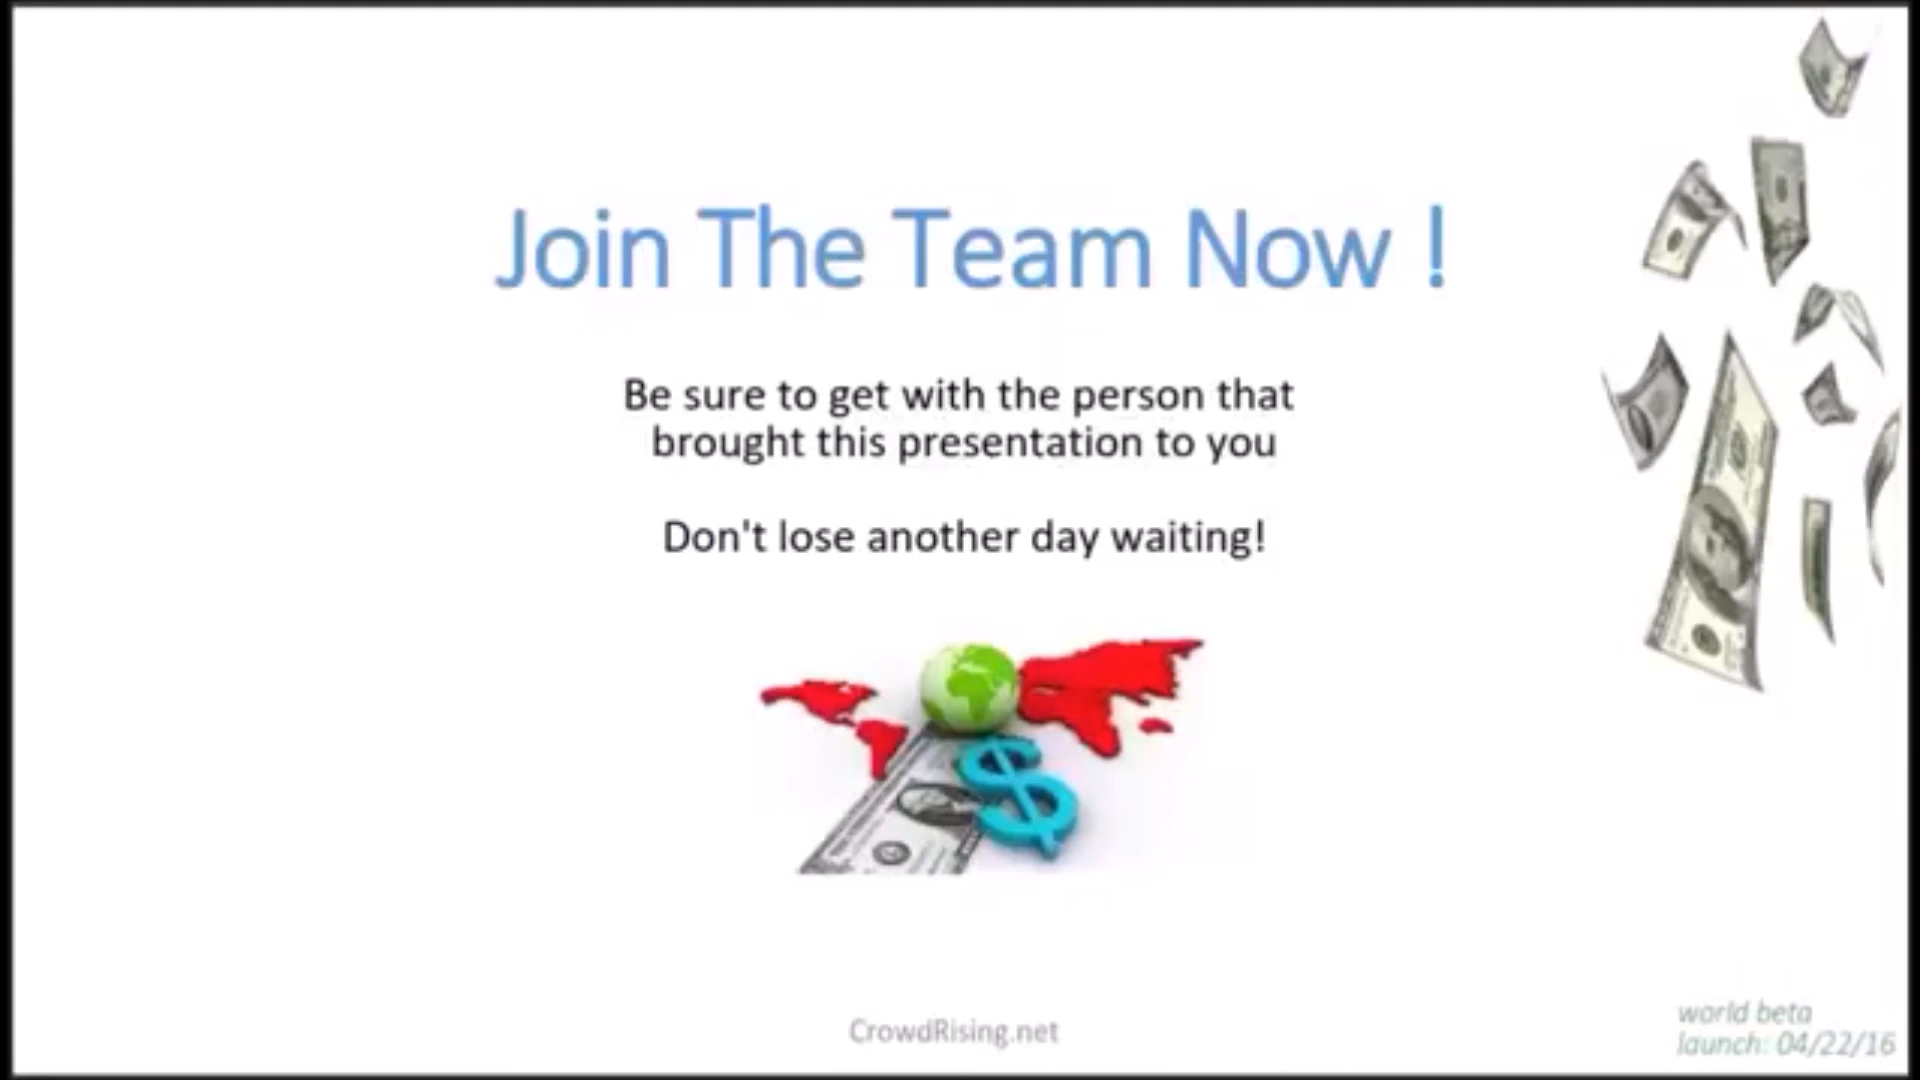 Join The Team Now !
Be sure to get with the person that
brought this presentation to you
Don't lose another day waiting!
CrowdRising.net
world beta
launch: 04/22/16